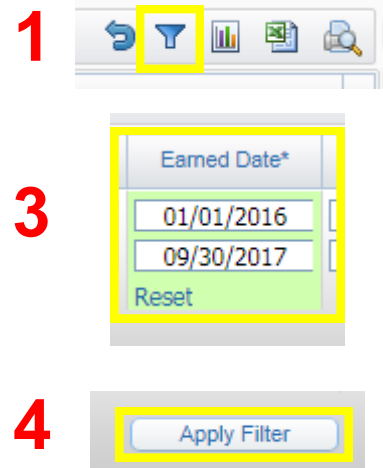 1
3
Earned Date*
01/01/2016
09/30/2017
Reset
4
Apply Filter